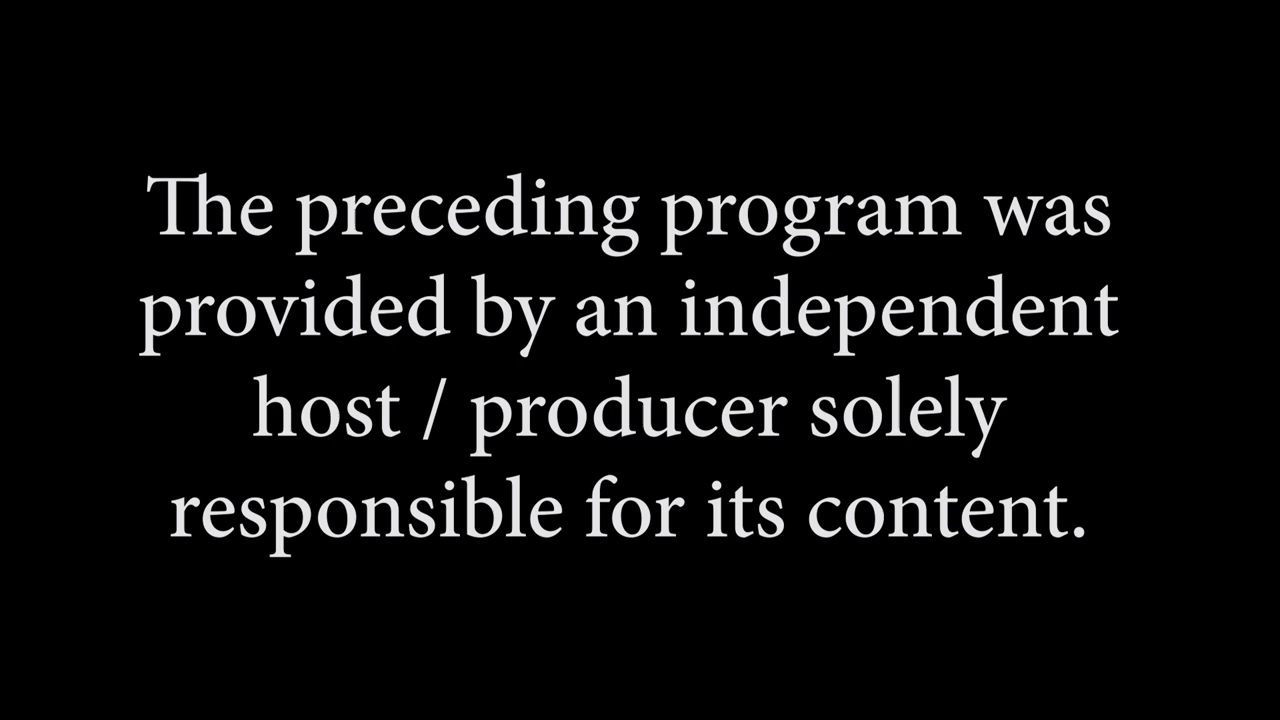 The preceding program was
provided by an independent
host / producer solely
responsible for its content.